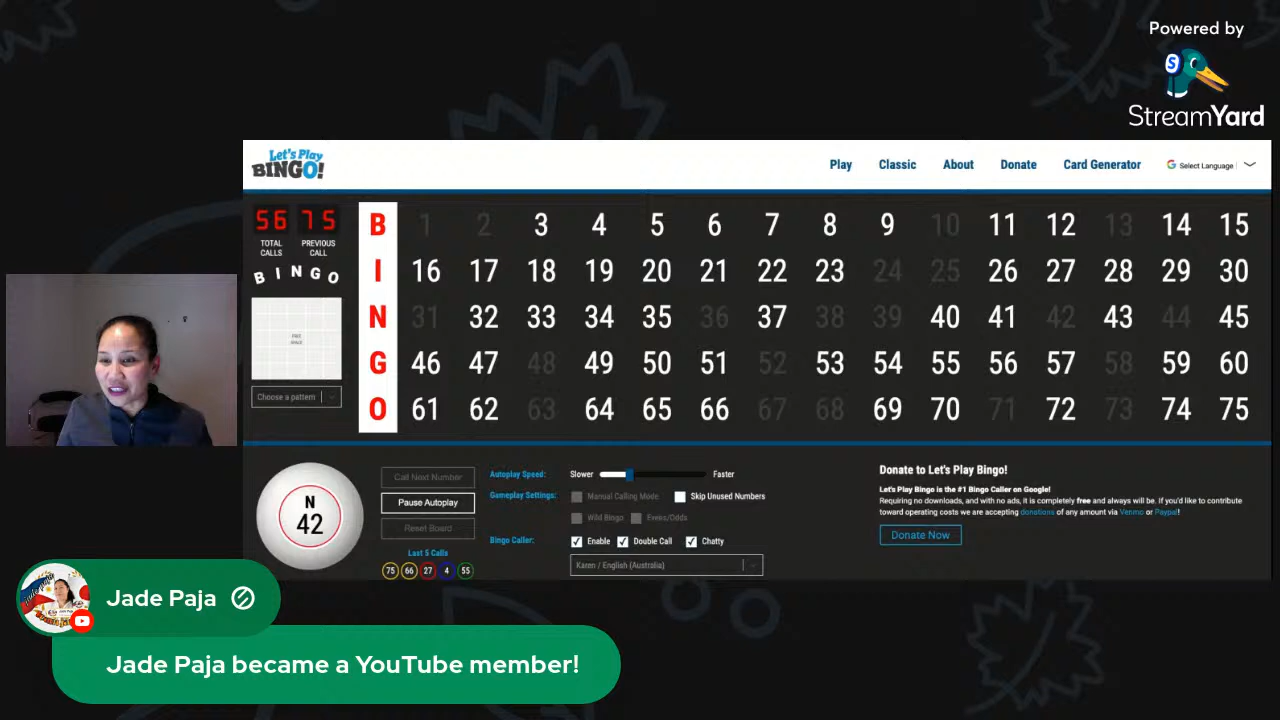 Powered by
StreamYard
Let's Play
BINGO!
Play Classic About Donate Card Generator Select Language
56 75
TOTAL CALLS PREVIOUS CALL
BINGO
FREE SPACE
Choose a pattern
B 1 2 3 4 5 6 7 8 9 10 11 12 13 14 15
I 16 17 18 19 20 21 22 23 24 25 26 27 28 29 30
N 31 32 33 34 35 36 37 38 39 40 41 42 43 44 45
G 46 47 48 49 50 51 52 53 54 55 56 57 58 59 60
O 61 62 63 64 65 66 67 68 69 70 71 72 73 74 75
N
42
Call Next Number
Pause Autoplay
Reset Board
Last 5 Calls
75 66 27 4 55
Autoplay Speed: Slower Faster
Gameplay Settings: Manual Calling Mode Skip Unused Numbers
Wild Bingo Evens/Odds
Bingo Caller: Enable Double Call Chatty
Karen / English (Australia)
Donate to Let's Play Bingo!
Let's Play Bingo is the #1 Bingo Caller on Google!
Requiring no downloads, and with no ads, it is completely free and always will be. If you'd like to contribute
toward operating costs we are accepting donations of any amount via Venmo or Paypal!
Donate Now
Jade Paja
Jade Paja became a YouTube member!